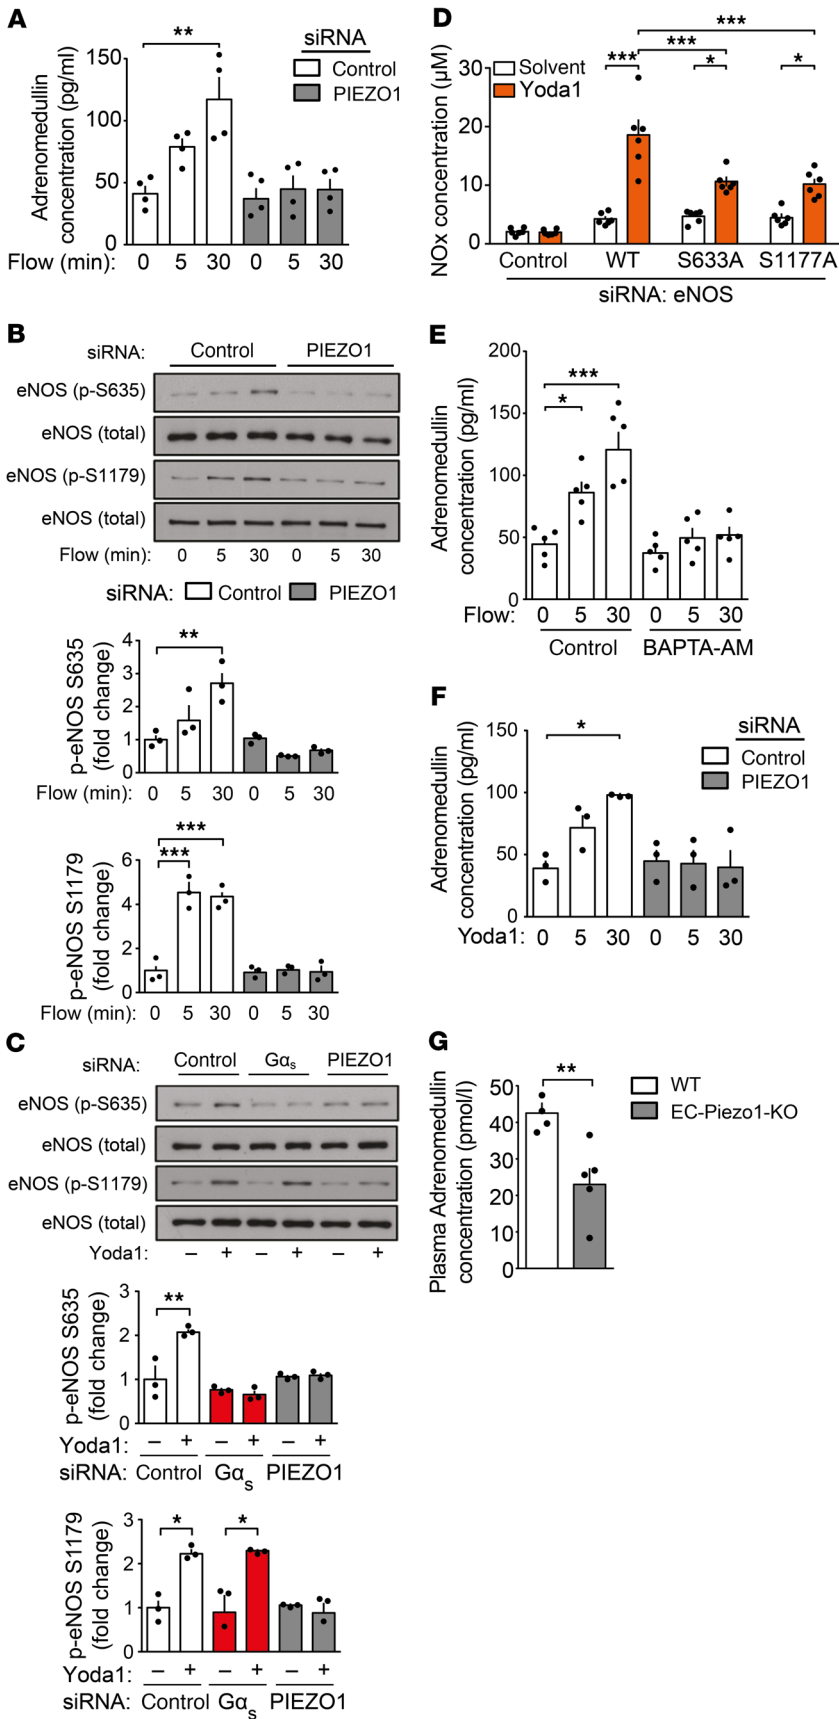 A
Adrenomedullin
concentration (pg/ml)
150
100
50
0
**
siRNA
Control
PIEZO1
Flow (min): 0 5 30 0 5 30
B
siRNA: Control PIEZO1
eNOS (p-S635)
eNOS (total)
eNOS (p-S1179)
eNOS (total)
Flow (min): 0 5 30 0 5 30
siRNA: Control PIEZO1
p-eNOS S635
(fold change)
4
3
2
1
0
**
Flow (min): 0 5 30 0 5 30
p-eNOS S1179
(fold change)
6
4
2
0
***
***
Flow (min): 0 5 30 0 5 30
C
siRNA: Control Gαs PIEZO1
eNOS (p-S635)
eNOS (total)
eNOS (p-S1179)
eNOS (total)
Yoda1: – + – + – +
p-eNOS S635
(fold change)
3
2
1
0
**
Yoda1: – + – + – +
siRNA: Control Gαs PIEZO1
p-eNOS S1179
(fold change)
3
2
1
0
* *
Yoda1: – + – + – +
siRNA: Control Gαs PIEZO1
D
NOx concentration (µM)
30
20
10
0
Solvent
Yoda1
***
***
*** * *
Control WT S633A S1177A
siRNA: eNOS
E
Adrenomedullin
concentration (pg/ml)
200
150
100
50
0
***
*
Flow: 0 5 30 0 5 30
Control BAPTA-AM
F
Adrenomedullin
concentration (pg/ml)
150
100
50
0
*
siRNA
Control
PIEZO1
Yoda1: 0 5 30 0 5 30
G
Plasma Adrenomedullin
concentration (pmol/l)
50
40
30
20
10
0
**
WT
EC-Piezo1-KO